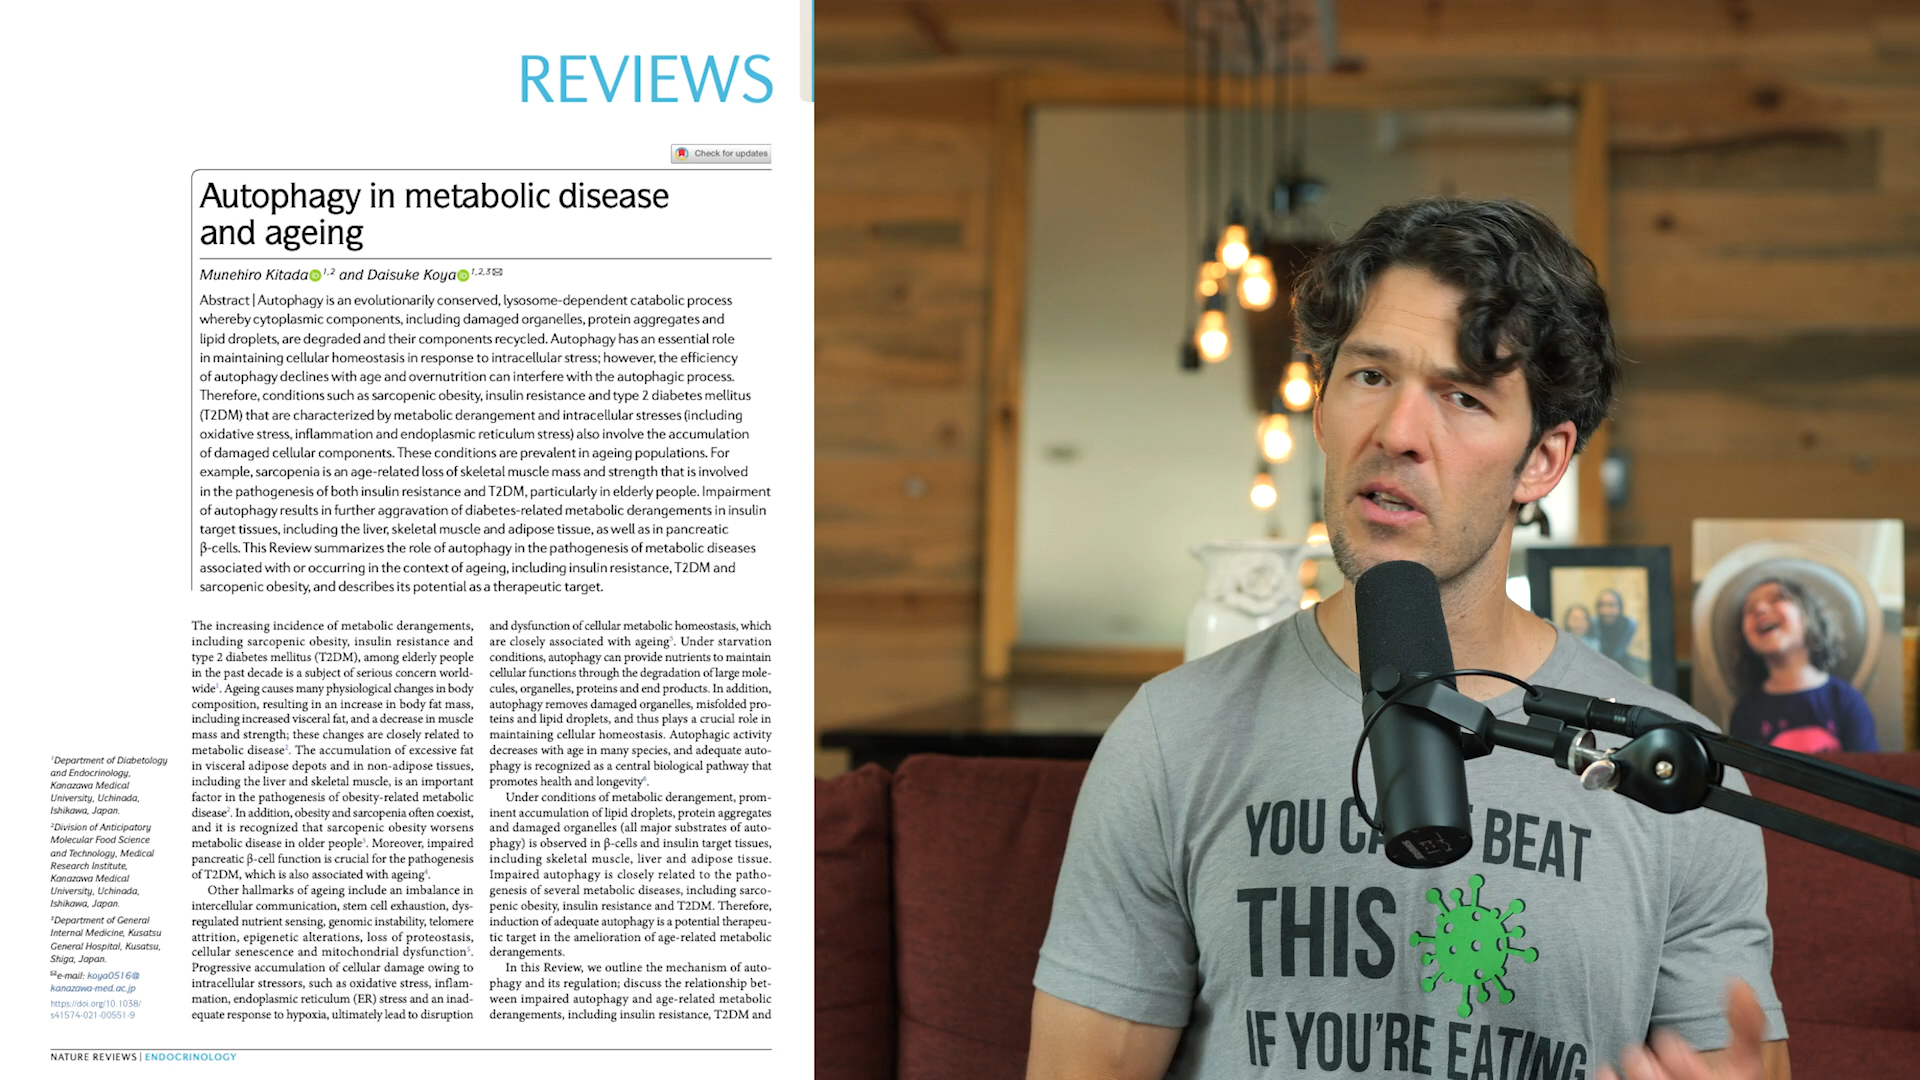 REVIEWS
Check for updates
Autophagy in metabolic disease
and ageing
Munehiro Kitada 1,2 and Daisuke Koya 1,2,3
Abstract | Autophagy is an evolutionarily conserved, lysosome-dependent catabolic process
whereby cytoplasmic components, including damaged organelles, protein aggregates and
lipid droplets, are degraded and their components recycled. Autophagy has an essential role
in maintaining cellular homeostasis in response to intracellular stress; however, the efficiency
of autophagy declines with age and overnutrition can interfere with the autophagic process.
Therefore, conditions such as sarcopenic obesity, insulin resistance and type 2 diabetes mellitus
(T2DM) that are characterized by metabolic derangement and intracellular stresses (including
oxidative stress, inflammation and endoplasmic reticulum stress) also involve the accumulation
of damaged cellular components. These conditions are prevalent in ageing populations. For
example, sarcopenia is an age-related loss of skeletal muscle mass and strength that is involved
in the pathogenesis of both insulin resistance and T2DM, particularly in elderly people. Impairment
of autophagy results in further aggravation of diabetes-related metabolic derangements in insulin
target tissues, including the liver, skeletal muscle and adipose tissue, as well as in pancreatic
β-cells. This Review summarizes the role of autophagy in the pathogenesis of metabolic diseases
associated with or occurring in the context of ageing, including insulin resistance, T2DM and
sarcopenic obesity, and describes its potential as a therapeutic target.
The increasing incidence of metabolic derangements,
including sarcopenic obesity, insulin resistance and
type 2 diabetes mellitus (T2DM), among elderly people
in the past decade is a subject of serious concern world-
wide1. Ageing causes many physiological changes in body
composition, resulting in an increase in body fat mass,
including increased visceral fat, and a decrease in muscle
mass and strength; these changes are closely related to
metabolic disease2. The accumulation of excessive fat
in visceral adipose depots and in non-adipose tissues,
including the liver and skeletal muscle, is an important
factor in the pathogenesis of obesity-related metabolic
disease2. In addition, obesity and sarcopenia often coexist,
and it is recognized that sarcopenic obesity worsens
metabolic disease in older people3. Moreover, impaired
pancreatic β-cell function is crucial for the pathogenesis
of T2DM, which is also associated with ageing4.
Other hallmarks of ageing include an imbalance in
intercellular communication, stem cell exhaustion, dys-
regulated nutrient sensing, genomic instability, telomere
attrition, epigenetic alterations, loss of proteostasis,
cellular senescence and mitochondrial dysfunction5.
Progressive accumulation of cellular damage owing to
intracellular stressors, such as oxidative stress, inflam-
mation, endoplasmic reticulum (ER) stress and an inad-
equate response to hypoxia, ultimately lead to disruption
and dysfunction of cellular metabolic homeostasis, which
are closely associated with ageing5. Under starvation
conditions, autophagy can provide nutrients to maintain
cellular functions through the degradation of large mole-
cules, organelles, proteins and end products. In addition,
autophagy removes damaged organelles, misfolded pro-
teins and lipid droplets, and thus plays a crucial role in
maintaining cellular homeostasis. Autophagic activity
decreases with age in many species, and adequate auto-
phagy is recognized as a central biological pathway that
promotes health and longevity6.
Under conditions of metabolic derangement, prom-
inent accumulation of lipid droplets, protein aggregates
and damaged organelles (all major substrates of auto-
phagy) is observed in β-cells and insulin target tissues,
including skeletal muscle, liver and adipose tissue.
Impaired autophagy is closely related to the patho-
genesis of several metabolic diseases, including sarco-
penic obesity, insulin resistance and T2DM. Therefore,
induction of adequate autophagy is a potential therapeu-
tic target in the amelioration of age-related metabolic
derangements.
In this Review, we outline the mechanism of auto-
phagy and its regulation; discuss the relationship bet-
ween impaired autophagy and age-related metabolic
derangements, including insulin resistance, T2DM and
1Department of Diabetology
and Endocrinology,
Kanazawa Medical
University, Uchinada,
Ishikawa, Japan.
2Division of Anticipatory
Molecular Food Science
and Technology, Medical
Research Institute,
Kanazawa Medical
University, Uchinada,
Ishikawa, Japan.
3Department of General
Internal Medicine, Kusatsu
General Hospital, Kusatsu,
Shiga, Japan.
e-mail: koya0516@
kanazawa-med.ac.jp
https://doi.org/10.1038/
s41574-021-00551-9
NATURE REVIEWS | ENDOCRINOLOGY
YOU BEAT
THIS
IF YOU'RE EATING